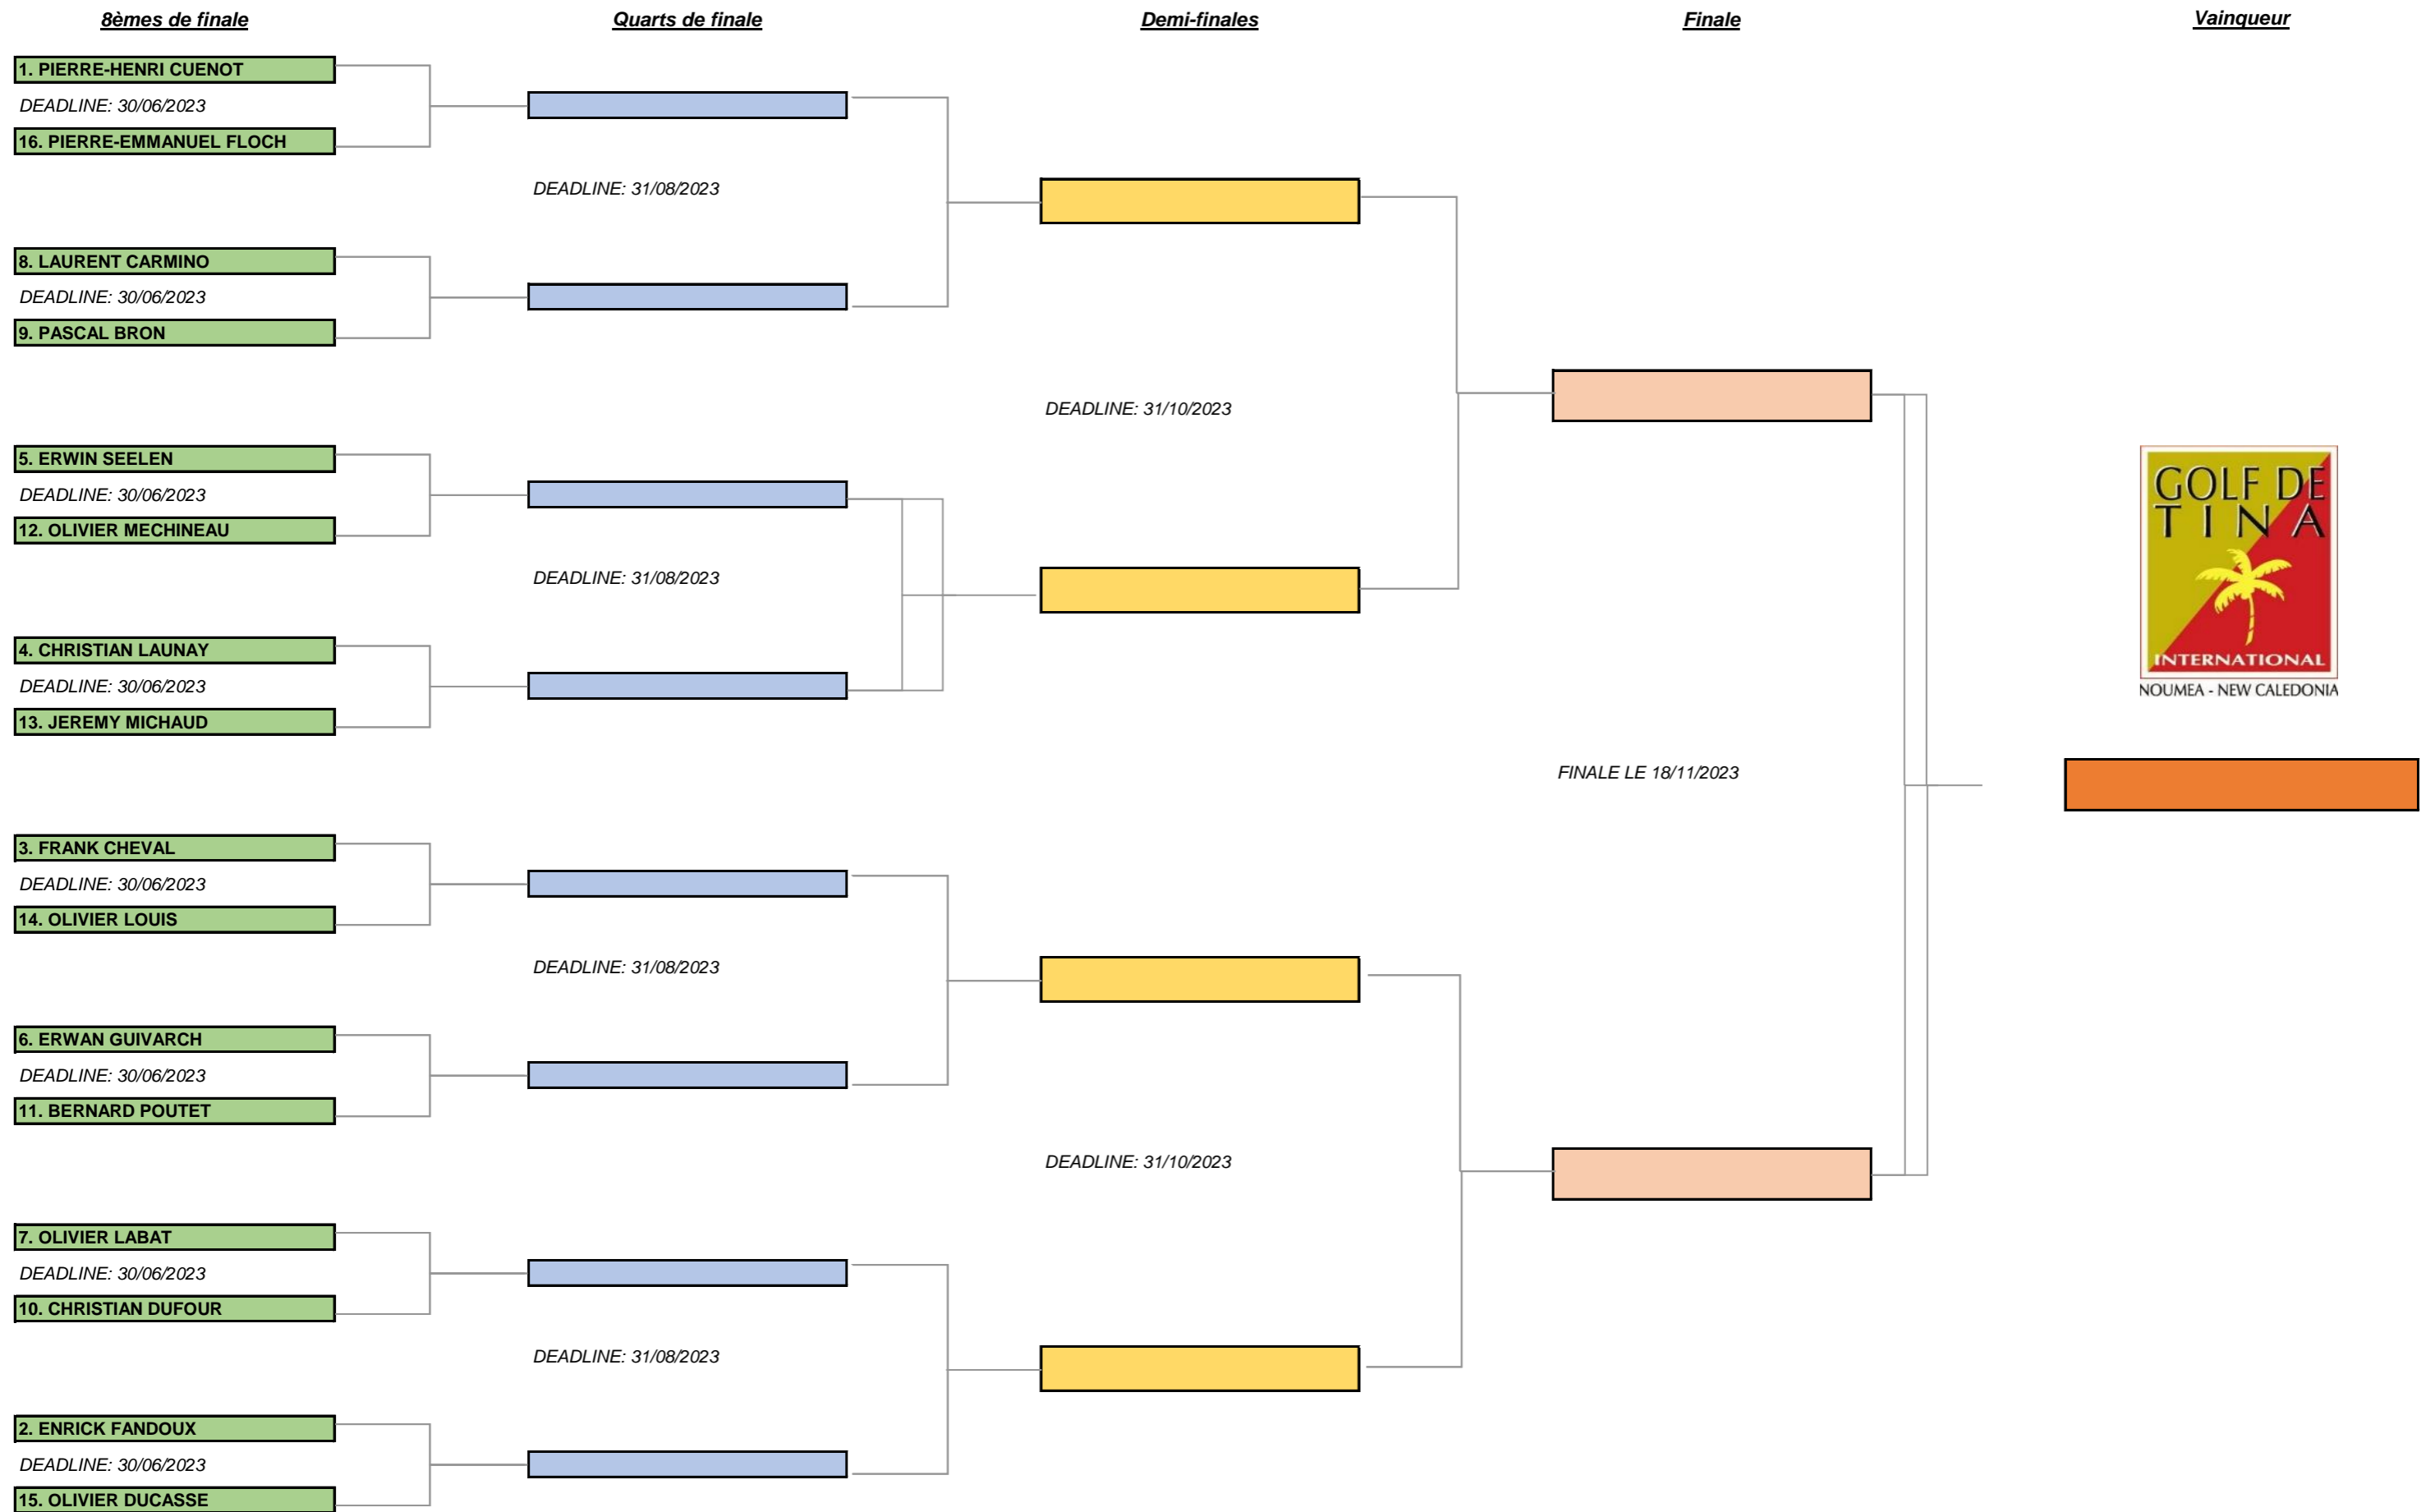 8èmes de finale
Quarts de finale
Demi-finales
Finale
Vainqueur
1. PIERRE-HENRI CUENOT
DEADLINE: 30/06/2023
16. PIERRE-EMMANUEL FLOCH
DEADLINE: 31/08/2023
8. LAURENT CARMINO
DEADLINE: 30/06/2023
9. PASCAL BRON
DEADLINE: 31/10/2023
5. ERWIN SEELEN
DEADLINE: 30/06/2023
12. OLIVIER MECHINEAU
DEADLINE: 31/08/2023
4. CHRISTIAN LAUNAY
DEADLINE: 30/06/2023
13. JEREMY MICHAUD
GOLF DE
TINA
INTERNATIONAL
NOUMEA - NEW CALEDONIA
FINALE LE 18/11/2023
3. FRANK CHEVAL
DEADLINE: 30/06/2023
14. OLIVIER LOUIS
DEADLINE: 31/08/2023
6. ERWAN GUIVARCH
DEADLINE: 30/06/2023
11. BERNARD POUTET
DEADLINE: 31/10/2023
7. OLIVIER LABAT
DEADLINE: 30/06/2023
10. CHRISTIAN DUFOUR
DEADLINE: 31/08/2023
2. ENRICK FANDOUX
DEADLINE: 30/06/2023
15. OLIVIER DUCASSE